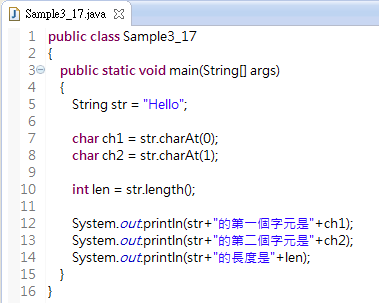 Sample3_17.java
1 public class Sample3_17
2 {
3 public static void main(String[] args)
4 {
5 String str = "Hello";
6
7 char ch1 = str.charAt(0);
8 char ch2 = str.charAt(1);
9
10 int len = str.length();
11
12 System.out.println(str+"的第一個字元是"+ch1);
13 System.out.println(str+"的第二個字元是"+ch2);
14 System.out.println(str+"的長度是"+len);
15 }
16 }